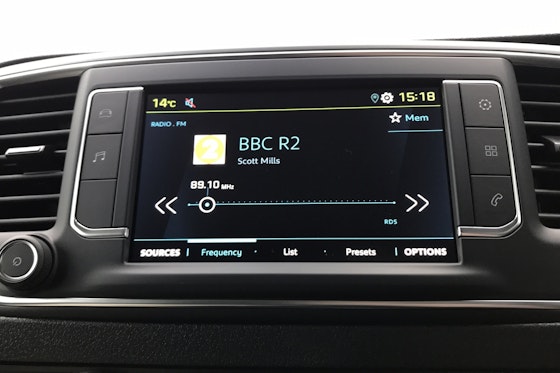 14°C 15:18
RADIO . FM
Mem
2
BBC R2
Scott Mills
89.10 MHz
RDS
SOURCES Frequency List Presets OPTIONS